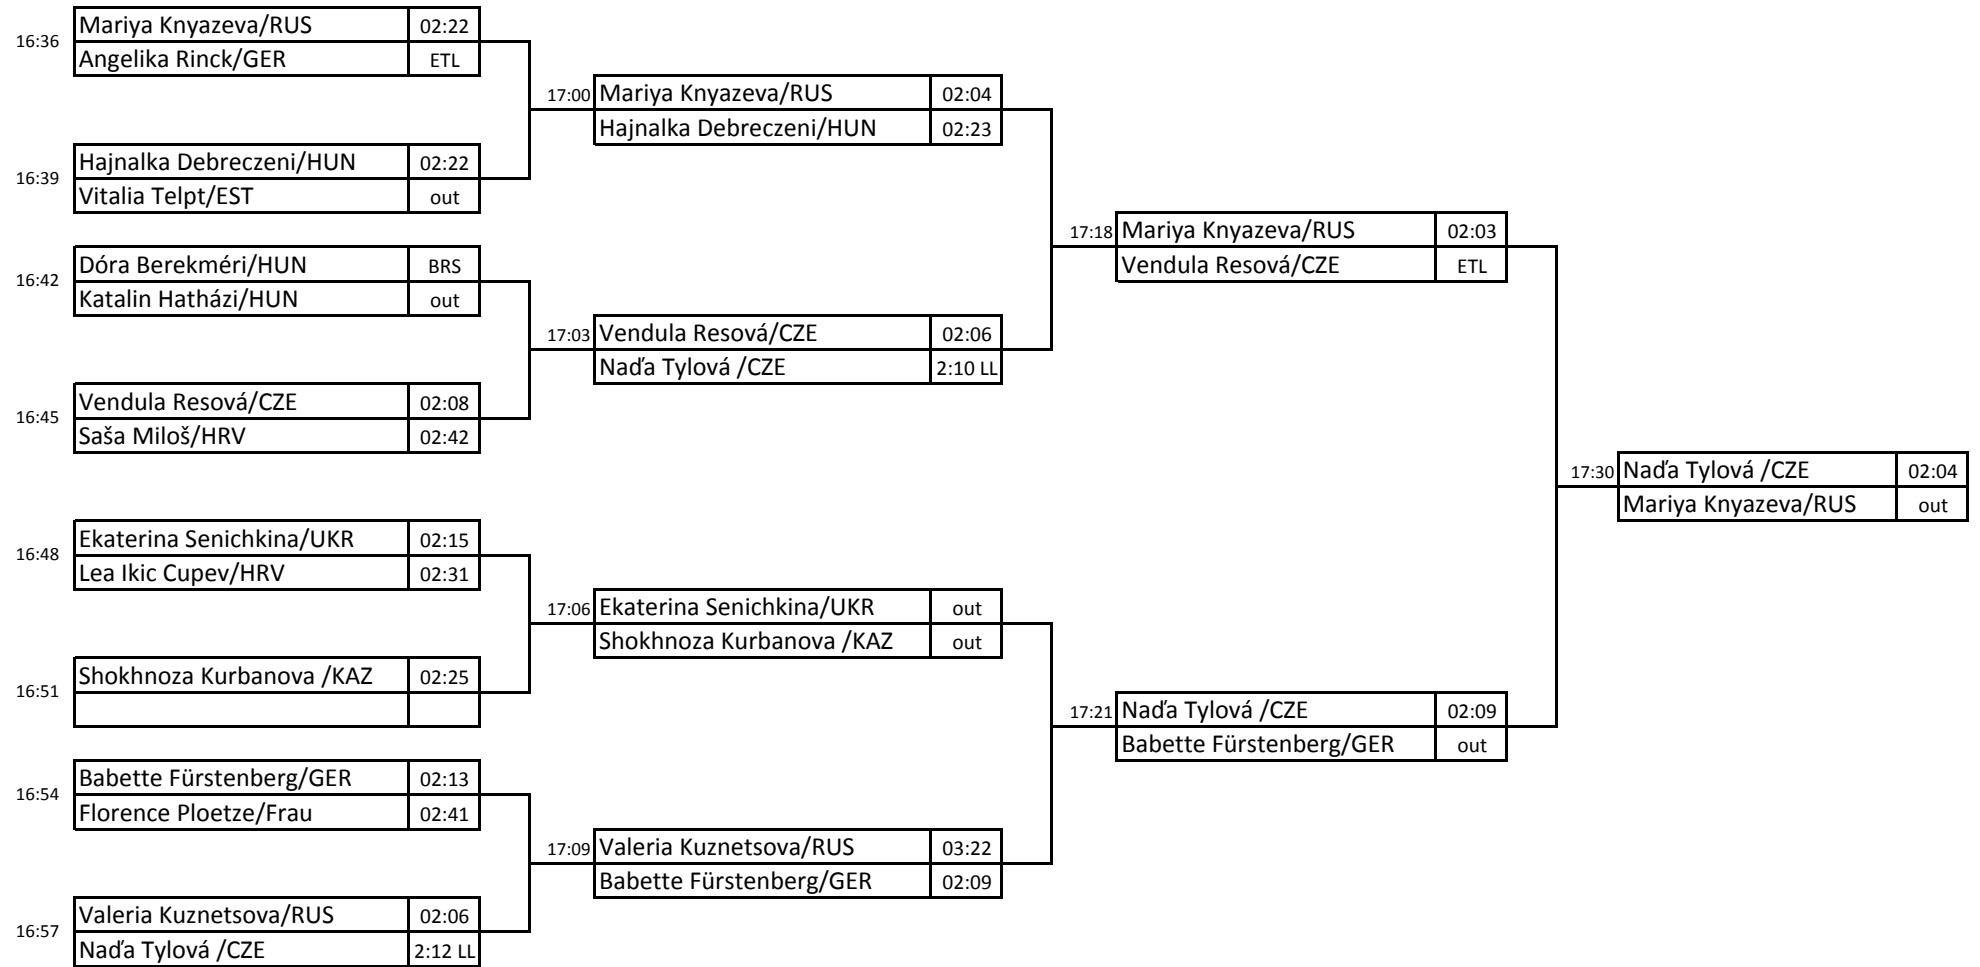 16:36 Mariya Knyazeva/RUS 02:22
Angelika Rinck/GER ETL
16:39 Hajnalka Debreczeni/HUN 02:22
Vitalia Telpt/EST out
16:42 Dóra Berekméri/HUN BRS
Katalin Hatházi/HUN out
16:45 Vendula Resová/CZE 02:08
Saša Miloš/HRV 02:42
16:48 Ekaterina Senichkina/UKR 02:15
Lea Ikic Cupev/HRV 02:31
16:51 Shokhnoza Kurbanova /KAZ 02:25
16:54 Babette Fürstenberg/GER 02:13
Florence Ploetze/Frau 02:41
16:57 Valeria Kuznetsova/RUS 02:06
Naďa Tylová /CZE 2:12 LL
17:00 Mariya Knyazeva/RUS 02:04
Hajnalka Debreczeni/HUN 02:23
17:03 Vendula Resová/CZE 02:06
Naďa Tylová /CZE 2:10 LL
17:06 Ekaterina Senichkina/UKR out
Shokhnoza Kurbanova /KAZ out
17:09 Valeria Kuznetsova/RUS 03:22
Babette Fürstenberg/GER 02:09
17:18 Mariya Knyazeva/RUS 02:03
Vendula Resová/CZE ETL
17:21 Naďa Tylová /CZE 02:09
Babette Fürstenberg/GER out
17:30 Naďa Tylová /CZE 02:04
Mariya Knyazeva/RUS out